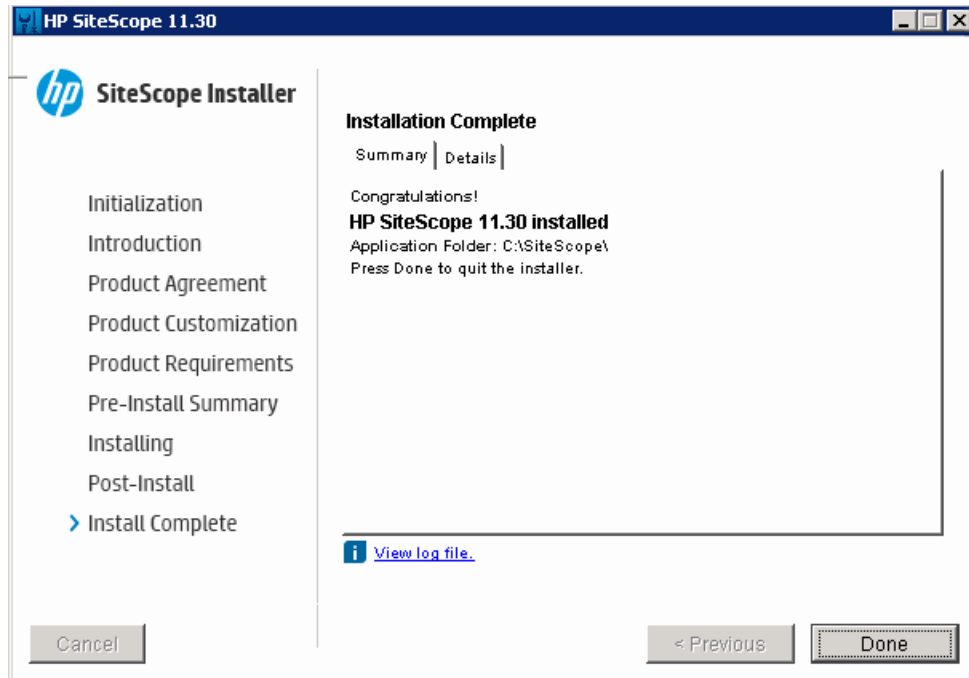 HP SiteScope 11.30
hp SiteScope Installer
Initialization
Introduction
Product Agreement
Product Customization
Product Requirements
Pre-Install Summary
Installing
Post-Install
Install Complete
Installation Complete
Summary Details
Congratulations!
HP SiteScope 11.30 installed
Application Folder: C:\SiteScope\
Press Done to quit the installer.
i View log file.
Cancel < Previous Done